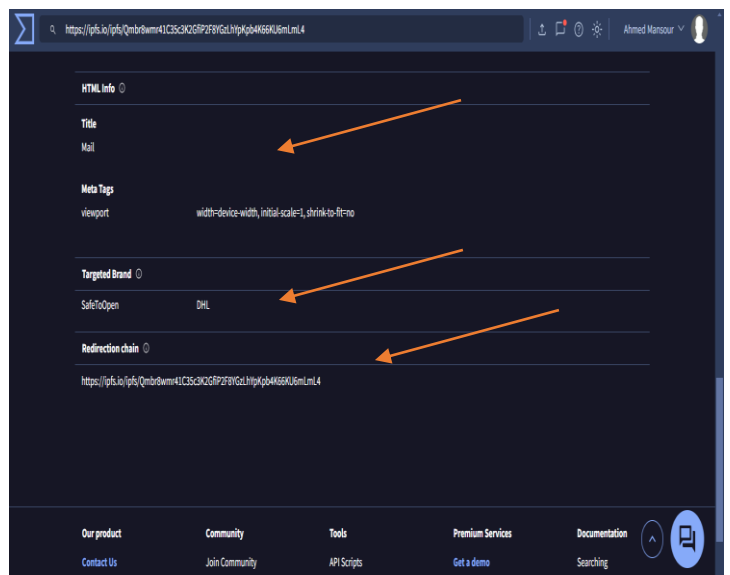 https://ipfs.io/ipfs/Qmbr8wmr41C35c3K2GfiP2F8YGzLhYpKpb4K66KU6mLmL4
Ahmed Mansour
HTML Info
Title
Mail
Meta Tags
viewport width=device-width, initial-scale=1, shrink-to-fit=no
Targeted Brand
SafeToOpen DHL
Redirection chain
https://ipfs.io/ipfs/Qmbr8wmr41C35c3K2GfiP2F8YGzLhYpKpb4K66KU6mLmL4
Our product Community Tools Premium Services Documentation
Contact Us Join Community API Scripts Get a demo Searching